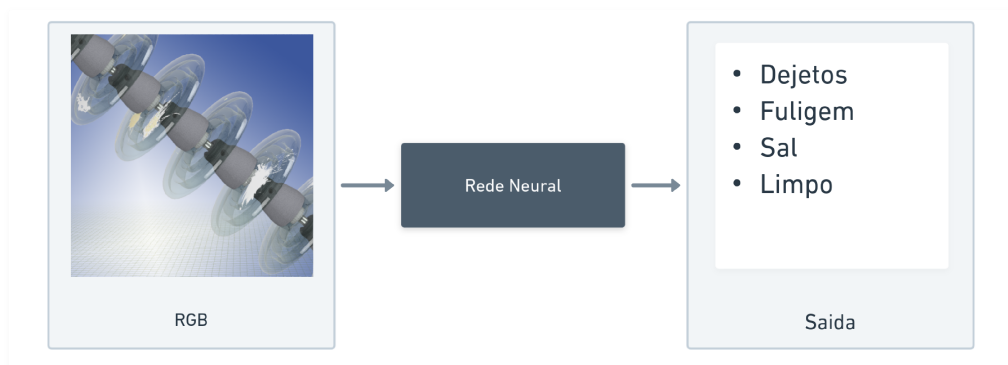 RGB
Rede Neural
• Dejetos
• Fuligem
• Sal
• Limpo
Saida